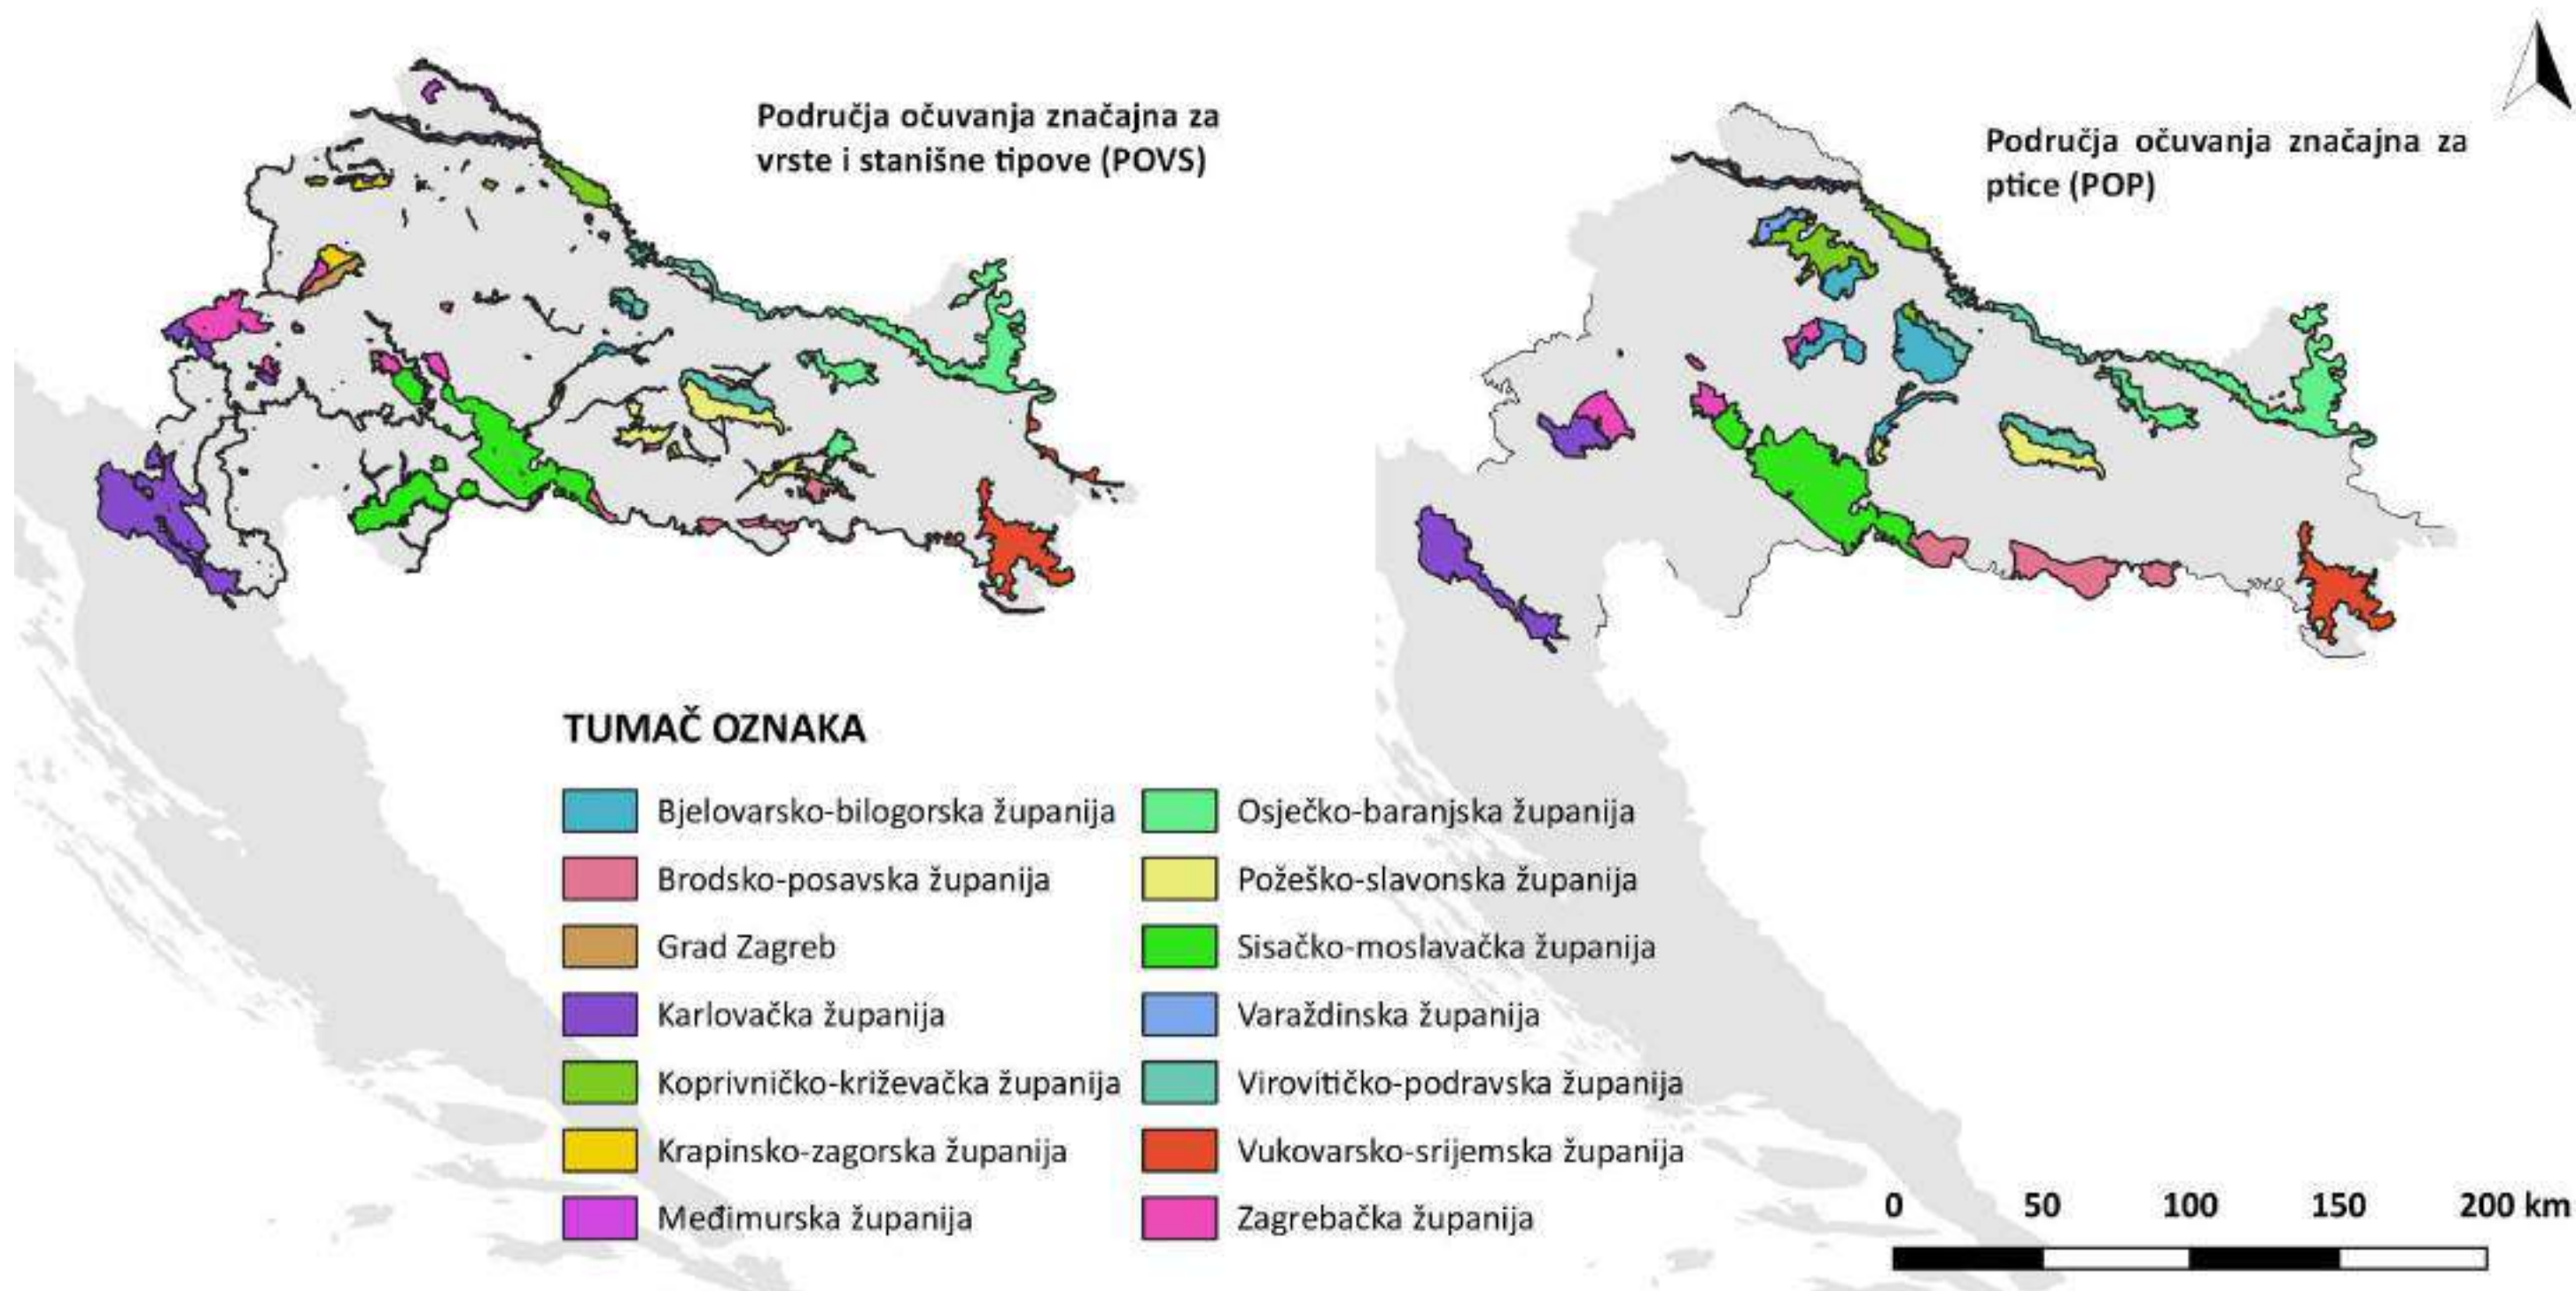 Područja očuvanja značajna za
vrste i stanišne tipove (POVS)
Područja očuvanja značajna za
ptice (POP)
TUMAČ OZNAKA
Bjelovarsko-bilogorska županija
Brodsko-posavska županija
Grad Zagreb
Karlovačka županija
Koprivničko-križevačka županija
Krapinsko-zagorska županija
Međimurska županija
Osječko-baranjska županija
Požeško-slavonska županija
Sisačko-moslavačka županija
Varaždinska županija
Virovitičko-podravska županija
Vukovarsko-srijemska županija
Zagrebačka županija
0 50 100 150 200 km